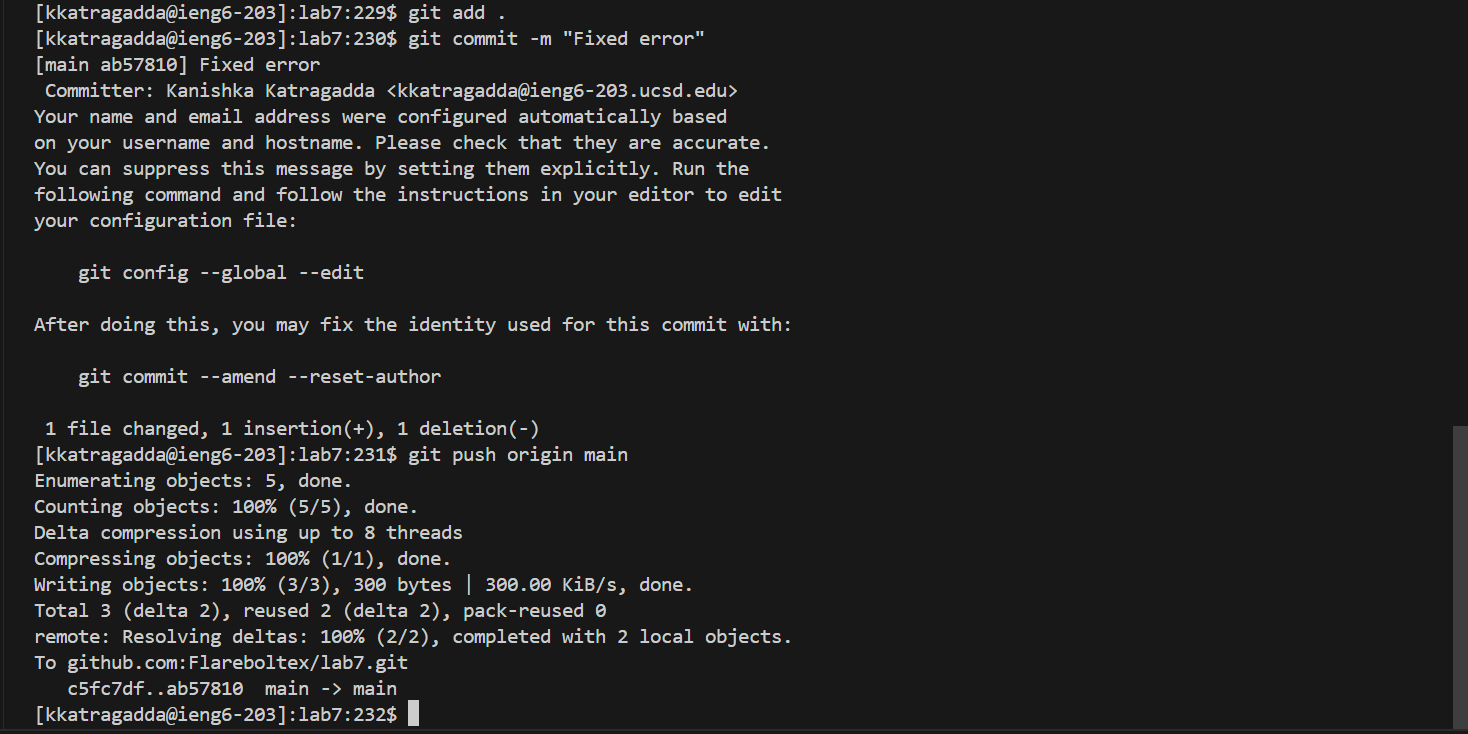 [kkatragadda@ieng6-203]:lab7:229$ git add .
[kkatragadda@ieng6-203]:lab7:230$ git commit -m "Fixed error"
[main ab57810] Fixed error
 Committer: Kanishka Katragadda <kkatragadda@ieng6-203.ucsd.edu>
Your name and email address were configured automatically based
on your username and hostname. Please check that they are accurate.
You can suppress this message by setting them explicitly. Run the
following command and follow the instructions in your editor to edit
your configuration file:

    git config --global --edit

After doing this, you may fix the identity used for this commit with:

    git commit --amend --reset-author

 1 file changed, 1 insertion(+), 1 deletion(-)
[kkatragadda@ieng6-203]:lab7:231$ git push origin main
Enumerating objects: 5, done.
Counting objects: 100% (5/5), done.
Delta compression using up to 8 threads
Compressing objects: 100% (1/1), done.
Writing objects: 100% (3/3), 300 bytes | 300.00 KiB/s, done.
Total 3 (delta 2), reused 2 (delta 2), pack-reused 0
remote: Resolving deltas: 100% (2/2), completed with 2 local objects.
To github.com:Flareboltex/lab7.git
   c5fc7df..ab57810  main -> main
[kkatragadda@ieng6-203]:lab7:232$